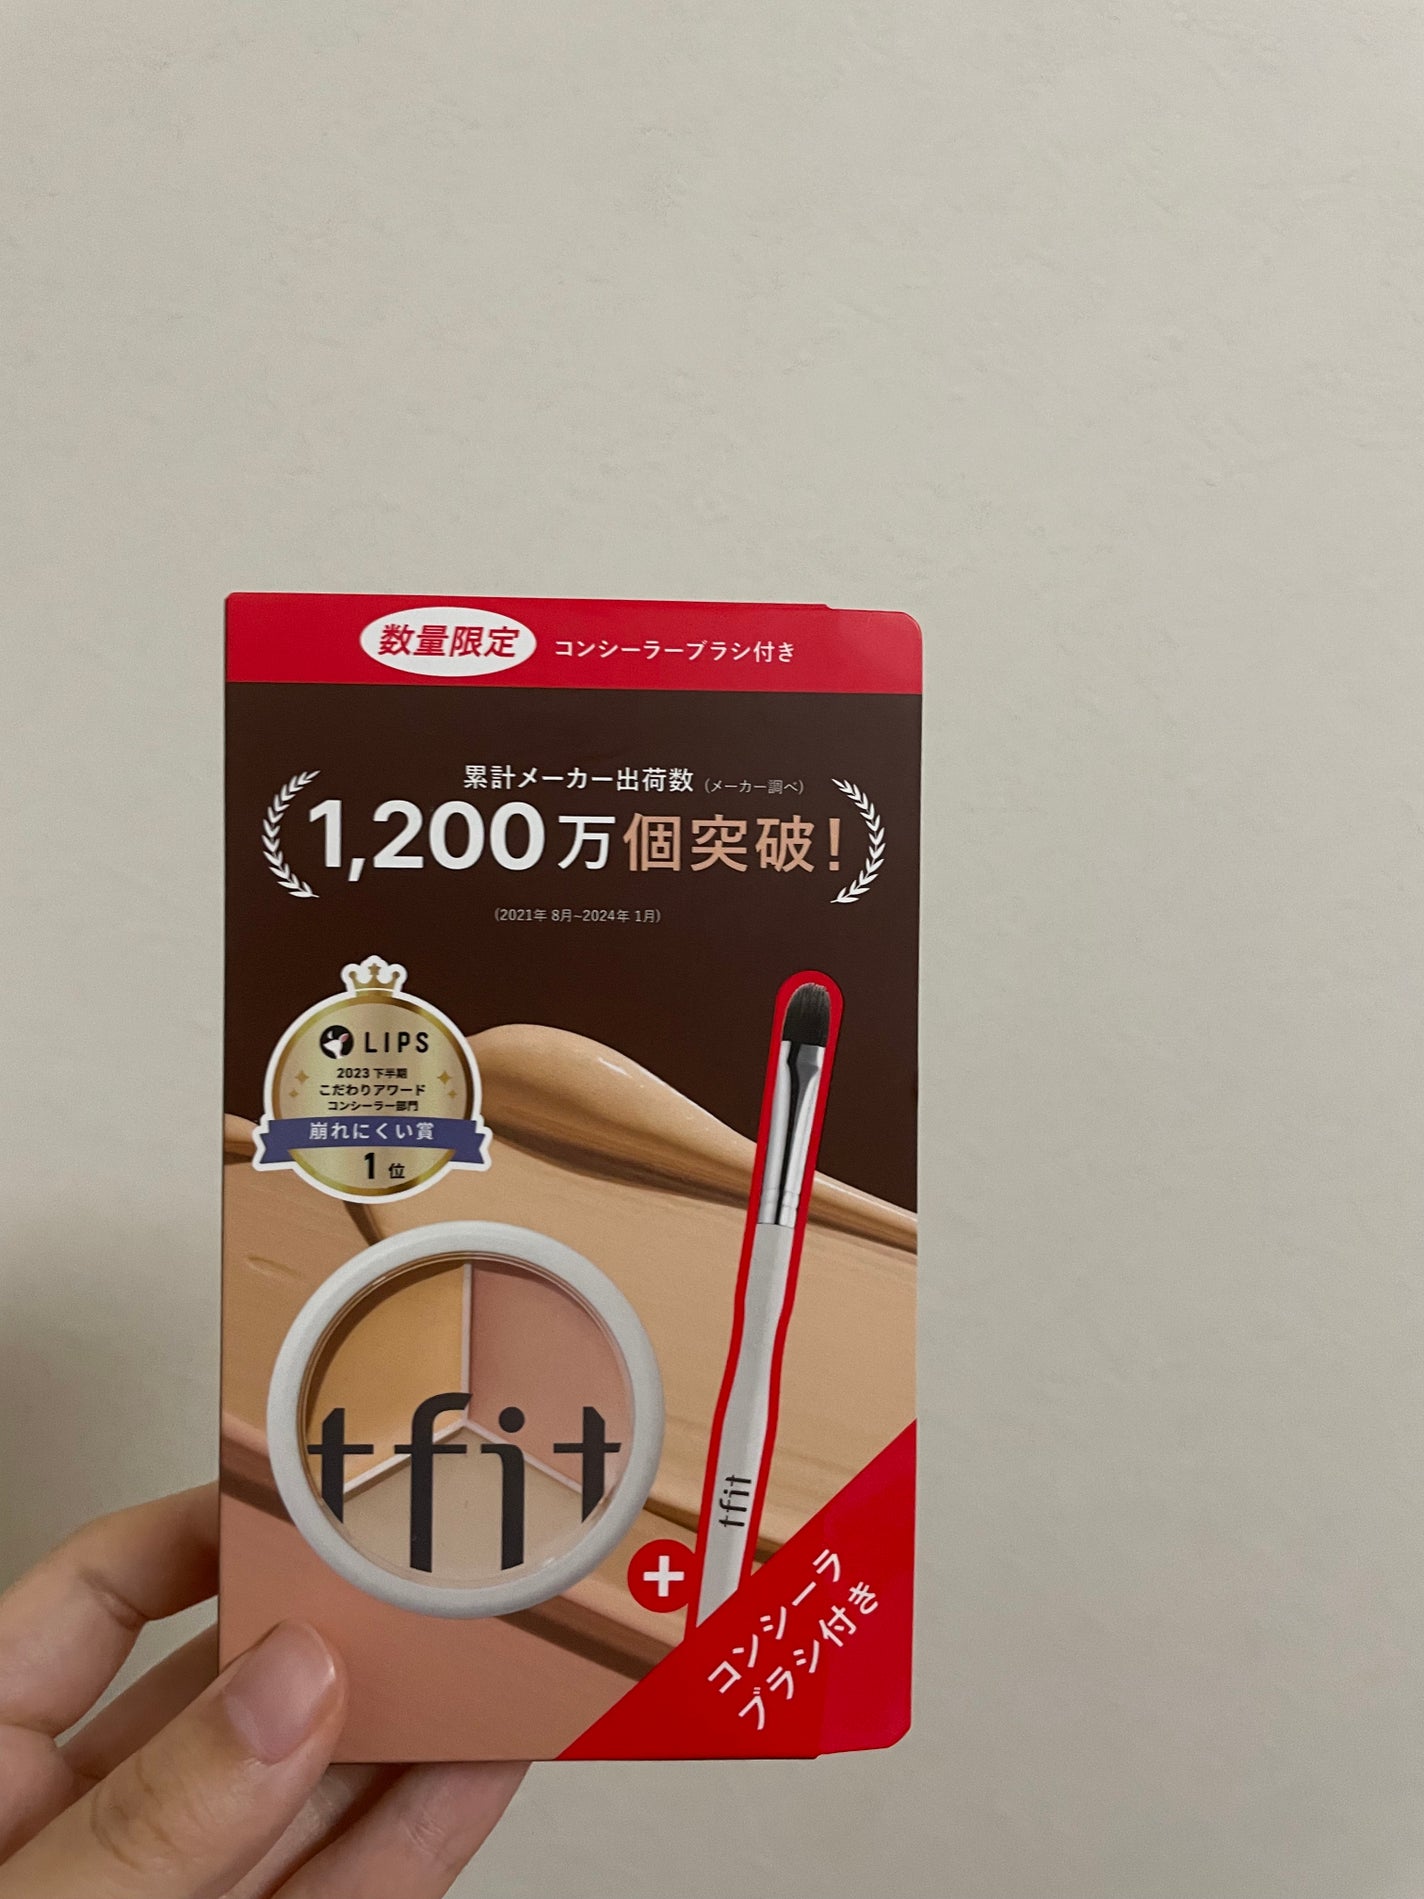 数量限定 コンシーラーブラシ付き
累計メーカー出荷数 (メーカー調べ)
1,200万個突破!
(2021年 8月~2024年 1月)
LIPS
2023 下半期
こだわりアワード
コンシーラー部門
崩れにくい賞
1 位
tfit
tfit
+
コンシーラ
ブラシ付き